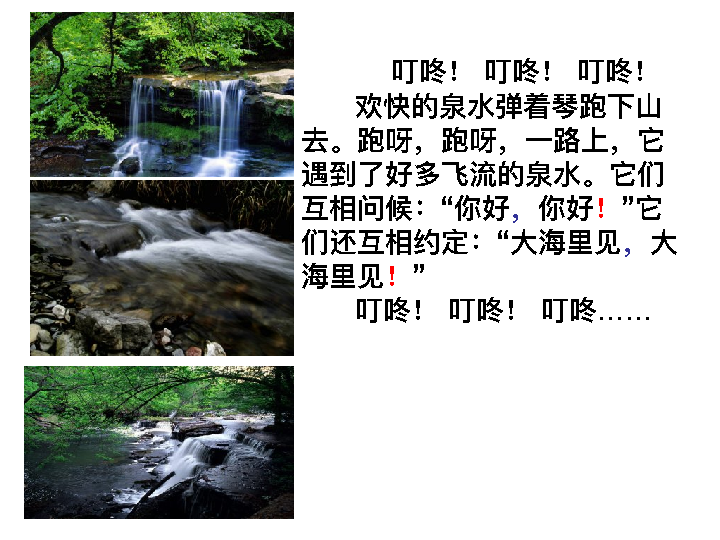 叮咚！ 叮咚！ 叮咚！
欢快的泉水弹着琴跑下山
去。跑呀，跑呀，一路上，它
遇到了好多飞流的泉水。它们
互相问候：“你好，你好！”它
们还互相约定：“大海里见，大
海里见！”
叮咚！ 叮咚！ 叮咚……